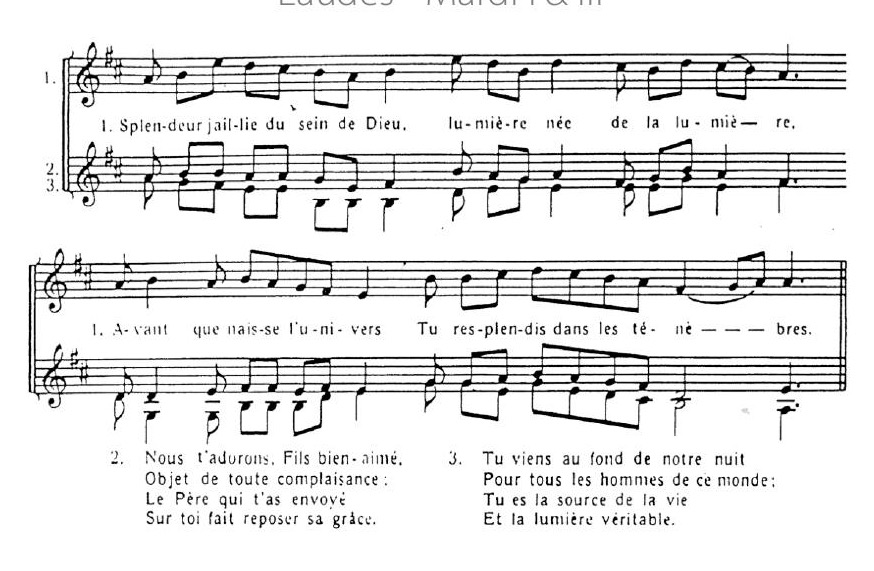 Laudes - Mardi I & III
1.
1. Splen-deur jail-lie du sein de Dieu, lu-miè-re née de la lu-miè— re,
2.
3.
1. A-vant que nais-se l'u-ni-vers Tu res-plen-dis dans les té-nè — — — bres.
2. Nous t'adorons, Fils bien-aimé,
Objet de toute complaisance;
Le Père qui t'as envoyé
Sur toi fait reposer sa grâce.
3. Tu viens au fond de notre nuit
Pour tous les hommes de ce monde;
Tu es la source de la vie
Et la lumière véritable.